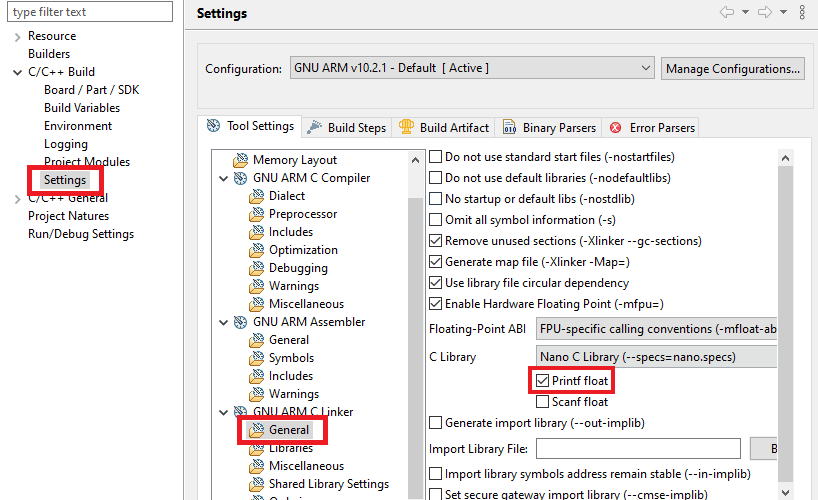 type filter text
Resource
Builders
C/C++ Build
Board / Part / SDK
Build Variables
Environment
Logging
Project Modules
Settings
C/C++ General
Project Natures
Run/Debug Settings
Settings
Configuration:
GNU ARM v10.2.1 - Default [ Active ]
Manage Configurations...
Tool Settings
Build Steps
Build Artifact
Binary Parsers
Error Parsers
Memory Layout
GNU ARM C Compiler
Dialect
Preprocessor
Includes
Optimization
Debugging
Warnings
Miscellaneous
GNU ARM Assembler
General
Symbols
Includes
Warnings
GNU ARM C Linker
General
Libraries
Miscellaneous
Shared Library Settings
Do not use standard start files (-nostartfiles)
Do not use default libraries (-nodefaultlibs)
No startup or default libs (-nostdlib)
Omit all symbol information (-s)
Remove unused sections (-Xlinker --gc-sections)
Generate map file (-Xlinker -Map=)
Use library file circular dependency
Enable Hardware Floating Point (-mfpu=)
Floating-Point ABI
FPU-specific calling conventions (-mfloat-ab
C Library
Nano C Library (--specs=nano.specs)
Printf float
Scanf float
Generate import library (--out-implib)
Import Library File:
B
Import library symbols address remain stable (--in-implib)
Set secure gateway import library (--cmse-implib)